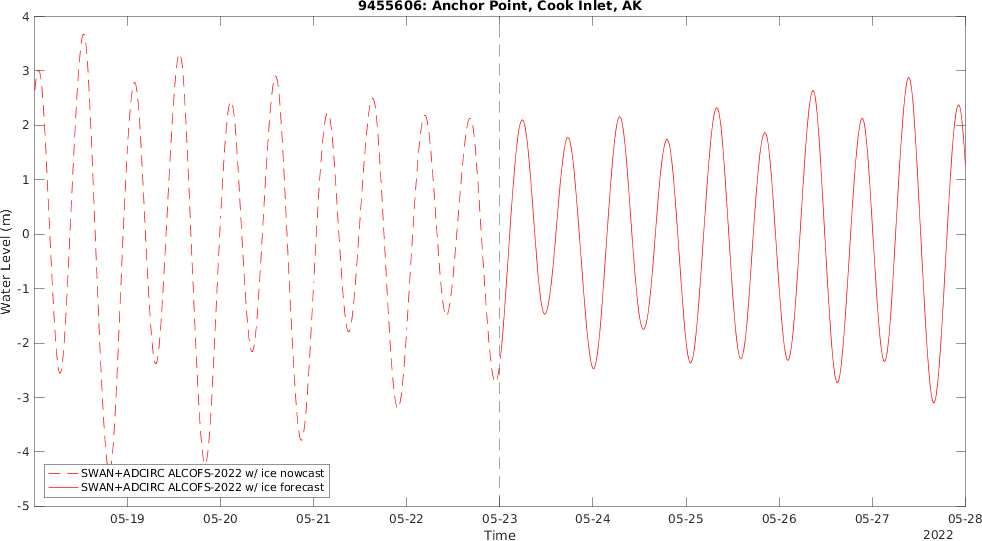 9455606: Anchor Point, Cook Inlet, AK
4
3
2
1
0
-1
-2
-3
-4
-5
Water Level (m)
SWAN+ADCIRC ALCOFS-2022 w/ ice nowcast
SWAN+ADCIRC ALCOFS-2022 w/ ice forecast
05-19 05-20 05-21 05-22 05-23 05-24 05-25 05-26 05-27 05-28
Time
2022